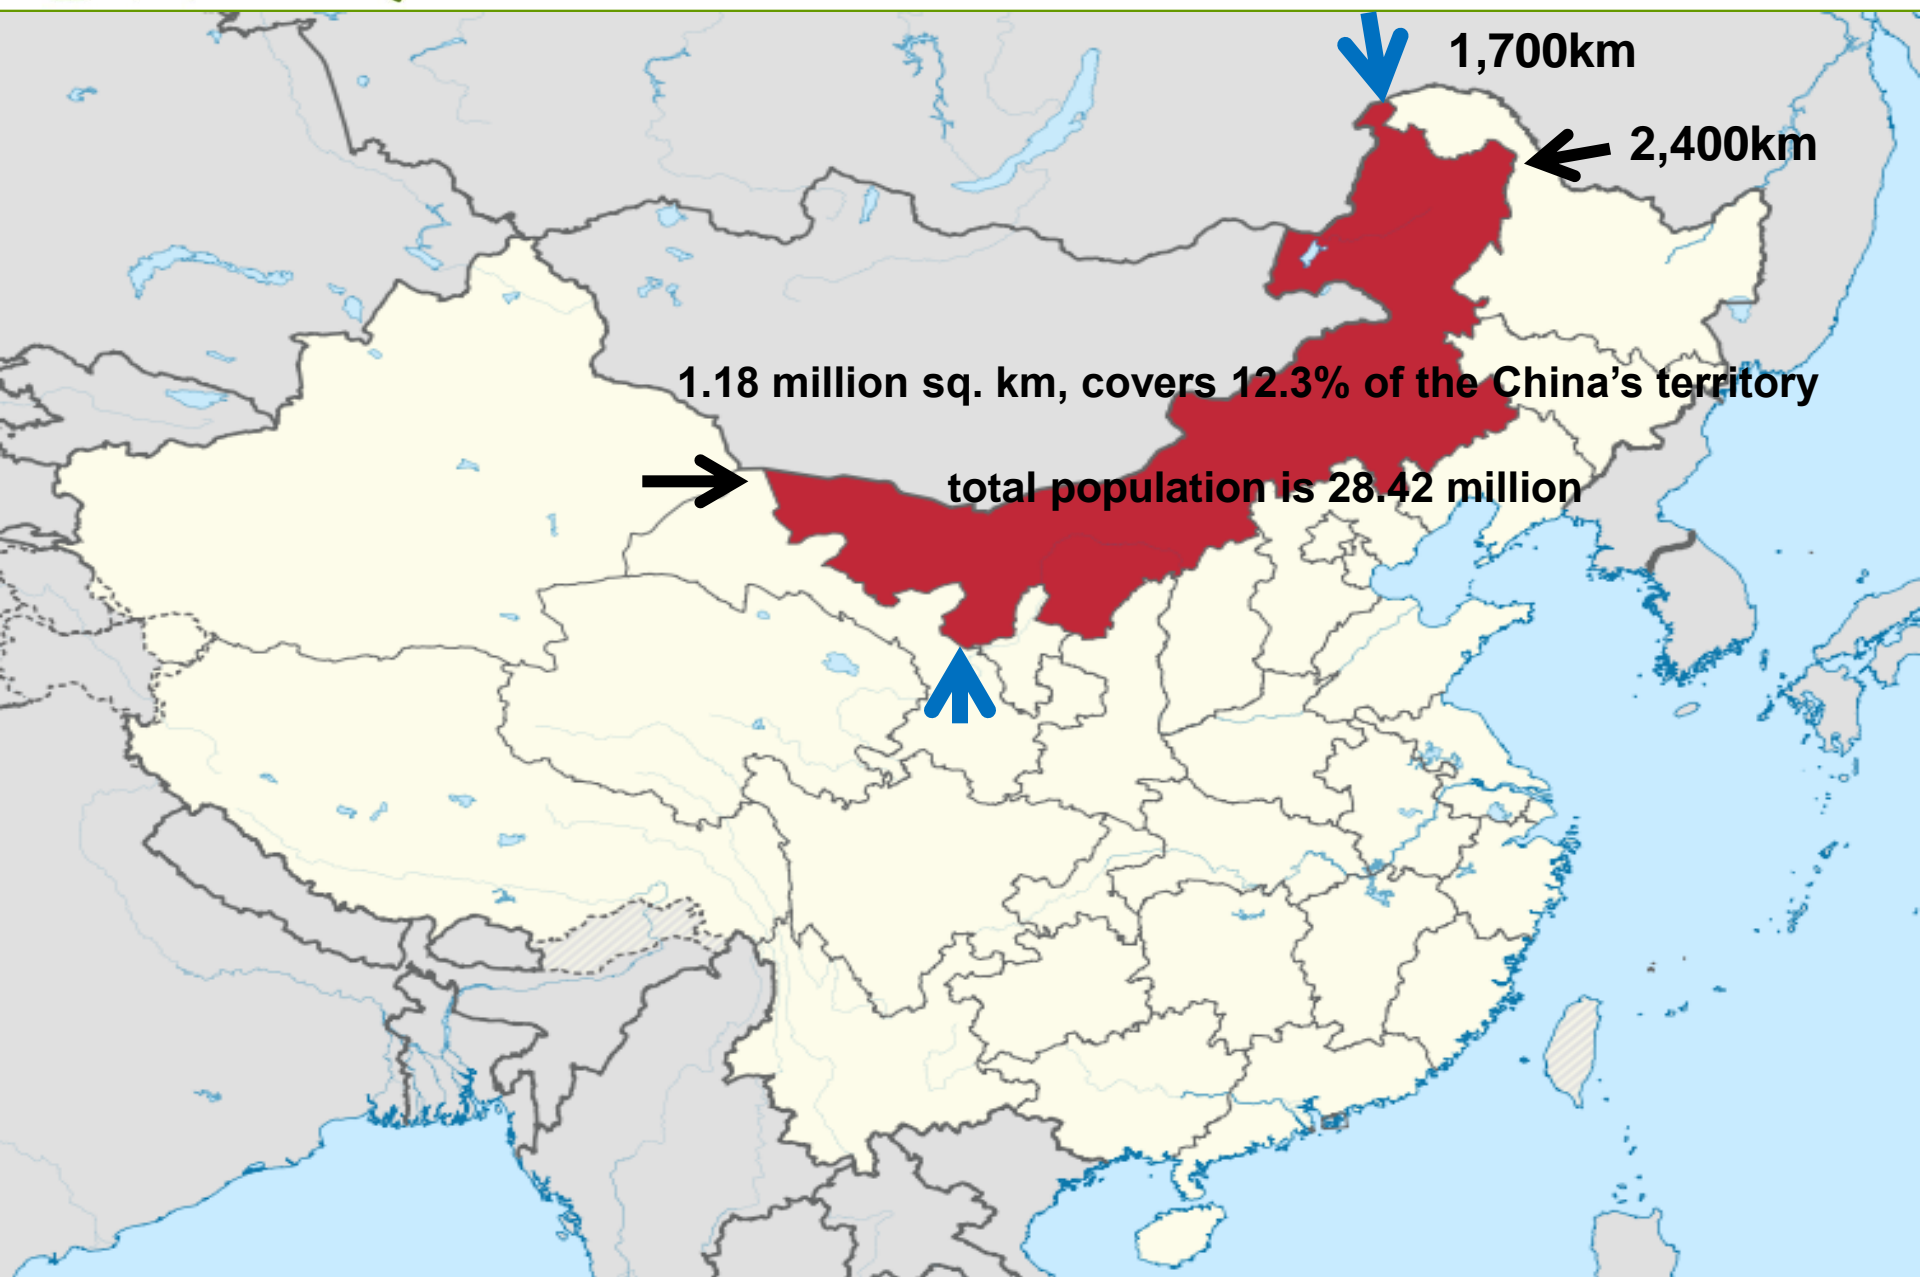 1,700km
2,400km
1.18 million sq. km, covers 12.3% of the China’s territory
total population is 28.42 million